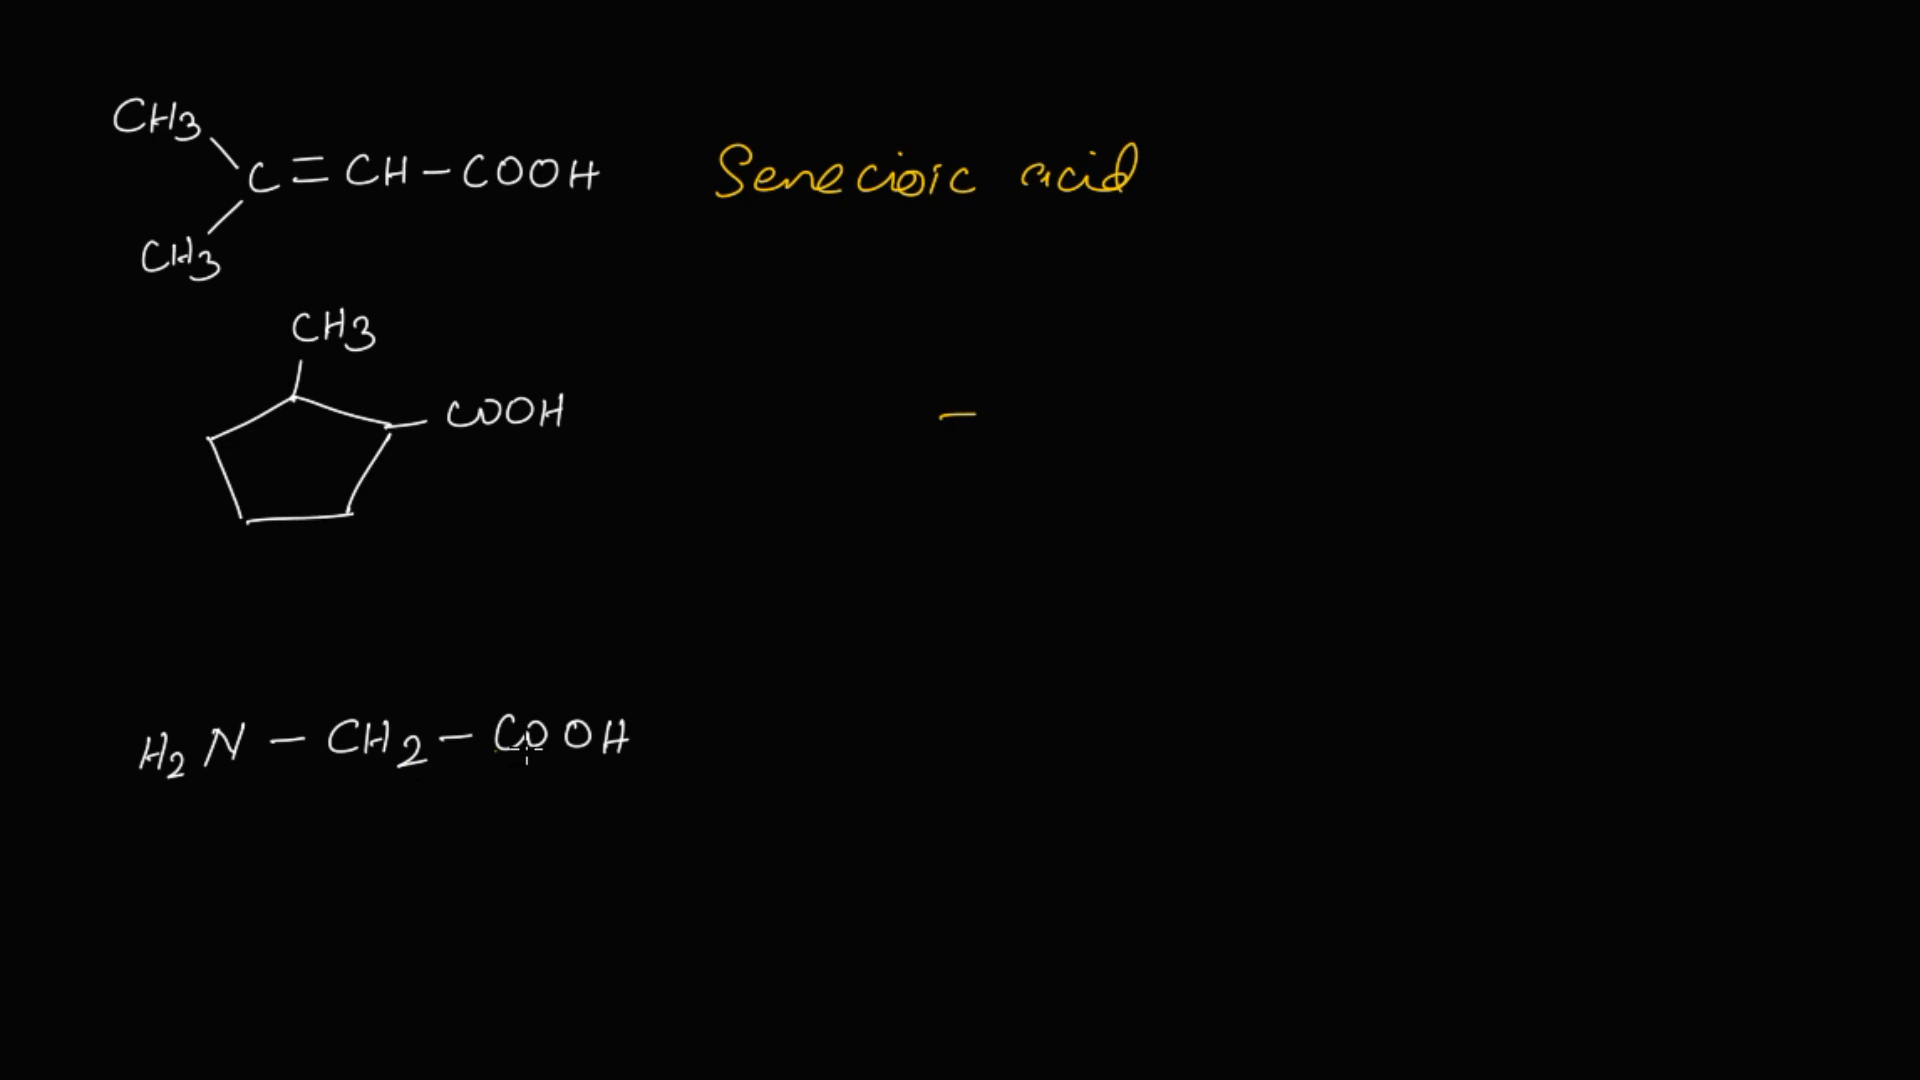 CH3
C=CH-COOH Senecioic acid
CH3
CH3
COOH
-
H2N-CH2-COOH